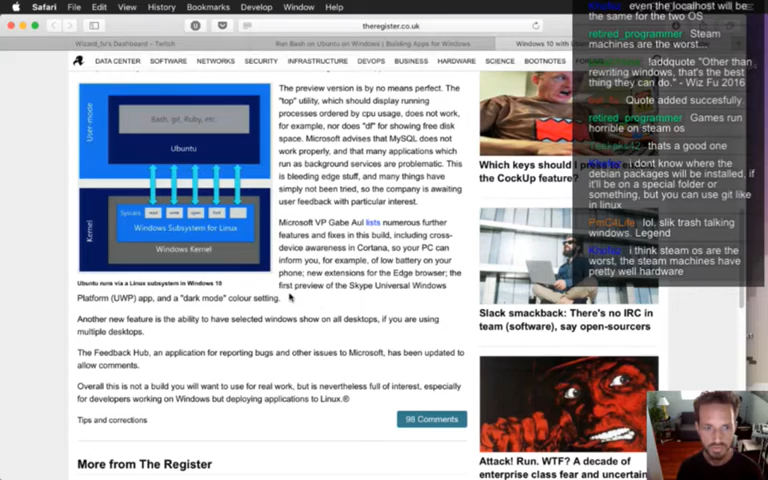 Safari File Edit View History Bookmarks Develop Window Help
theregister.co.uk
Wizard_fu's Dashboard - Twitch
Run Bash on Ubuntu on Windows | Building Apps for Windows
Windows 10 with
DATA CENTER SOFTWARE NETWORKS SECURITY INFRASTRUCTURE DEVOPS BUSINESS HARDWARE SCIENCE BOOTNOTES
User-mode
Bash, git, Ruby, etc.
Ubuntu
Kernel
Syscalls read write open fork
Windows Subsystem for Linux
Windows Kernel
Ubuntu runs via a Linux subsystem in Windows 10
The preview version is by no means perfect. The
"top" utility, which should display running
processes ordered by cpu usage, does not work,
for example, nor does "df" for showing free disk
space. Microsoft advises that MySQL does not
work properly, and that many applications which
run as background services are problematic. This
is bleeding edge stuff, and many things have
simply not been tried, so the company is awaiting
user feedback with particular interest.
Microsoft VP Gabe Aul lists numerous further
features and fixes in this build, including cross-
device awareness in Cortana, so your PC can
inform you, for example, of low battery on your
phone; new extensions for the Edge browser; the
first preview of the Skype Universal Windows
Platform (UWP) app, and a "dark mode" colour setting.
Another new feature is the ability to have selected windows show on all desktops, if you are using
multiple desktops.
The Feedback Hub, an application for reporting bugs and other issues to Microsoft, has been updated to
allow comments.
Overall this is not a build you will want to use for real work, but is nevertheless full of interest, especially
for developers working on Windows but deploying applications to Linux.®
Tips and corrections
98 Comments
More from The Register
Which keys should I press to
the CockUp feature?
Slack smackback: There's no IRC in
team (software), say open-sourcers
Attack! Run. WTF? A decade of
enterprise class fear and uncertain
even the localhost will be
the same for the two OS
retired_programmer Steam
machines are the worst...
!addquote "Other than
rewriting windows, that's the best
thing they can do." - Wiz Fu 2016
Quote added succesfully.
retired_programmer Games run
horrible on steam os
thats a good one
i dont know where the
debian packages will be installed, if
it'll be on a special folder or
something, but you can use git like
in linux
PmC4Life lol. slik trash talking
windows. Legend
i think steam os are the
worst, the steam machines have
pretty well hardware